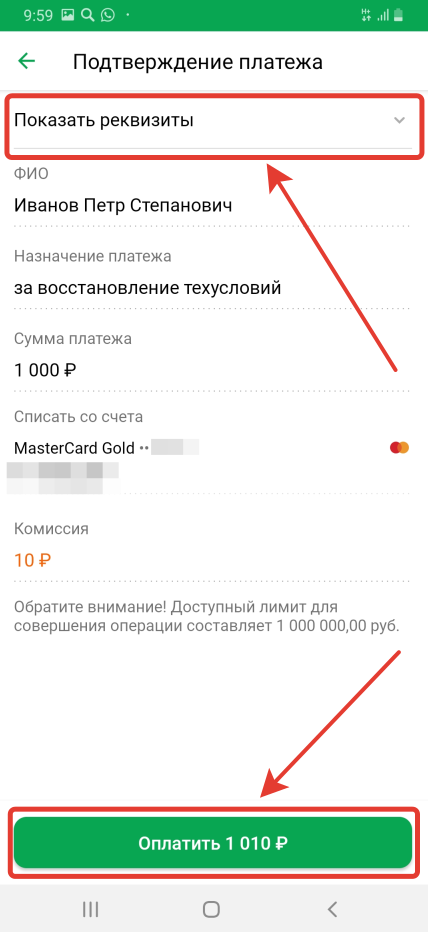 9:59
Подтверждение платежа
Показать реквизиты
ФИО
Иванов Петр Степанович
Назначение платежа
за восстановление техусловий
Сумма платежа
1 000 ₽
Списать со счета
MasterCard Gold ••
Комиссия
10 ₽
Обратите внимание! Доступный лимит для
совершения операции составляет 1 000 000,00 руб.
Оплатить 1 010 ₽